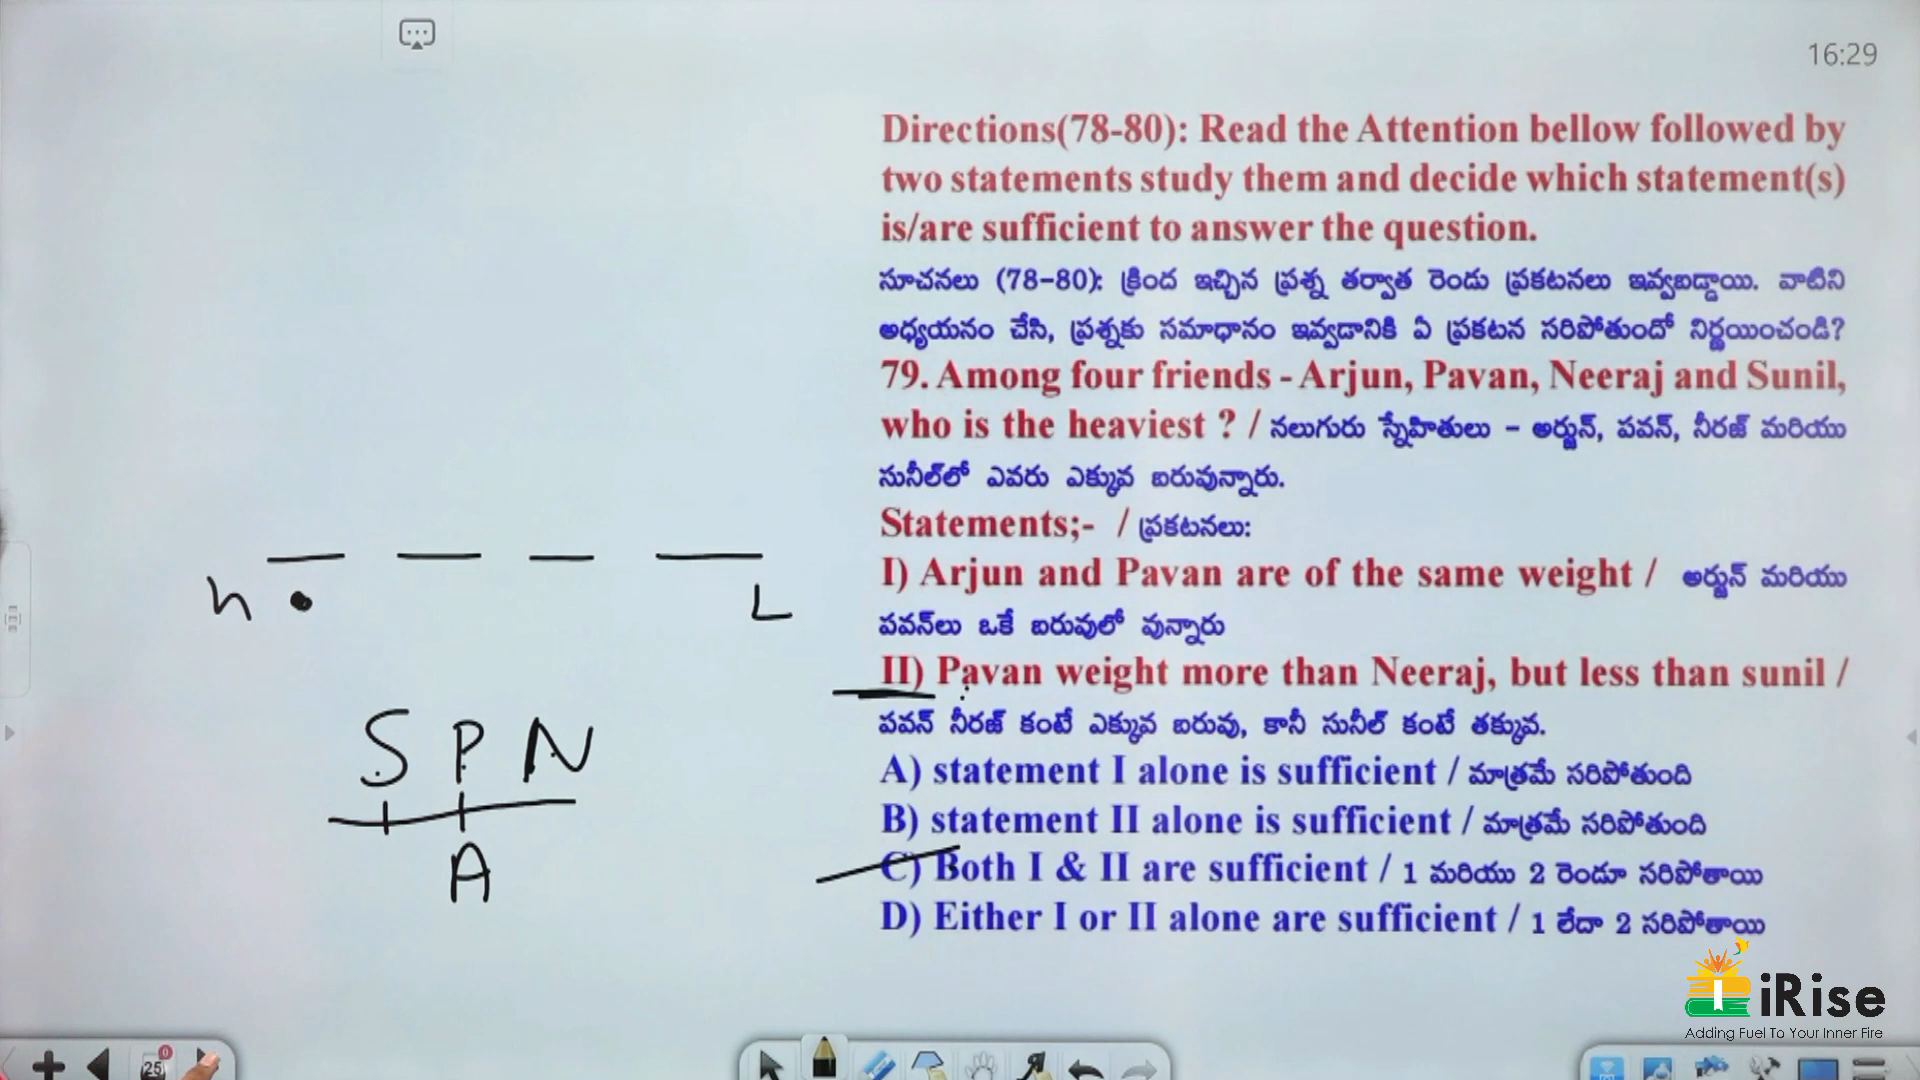 16:29
Directions(78-80): Read the Attention bellow followed by
two statements study them and decide which statement(s)
is/are sufficient to answer the question.
సూచనలు (78-80): క్రింద ఇచ్చిన ప్రశ్న తర్వాత రెండు ప్రకటనలు ఇవ్వబడ్డాయి. వాటిని
అధ్యయనం చేసి, ప్రశ్నకు సమాధానం ఇవ్వడానికి ఏ ప్రకటన సరిపోతుందో నిర్ణయించండి?
79. Among four friends - Arjun, Pavan, Neeraj and Sunil,
who is the heaviest ? / నలుగురు స్నేహితులు - అర్జున్, పవన్, నీరజ్ మరియు
సునీల్‌లో ఎవరు ఎక్కువ బరువున్నారు.
Statements;- / ప్రకటనలు:
I) Arjun and Pavan are of the same weight / అర్జున్ మరియు
పవన్‌లు ఒకే బరువులో వున్నారు
II) Pavan weight more than Neeraj, but less than sunil /
పవన్ నీరజ్ కంటే ఎక్కువ బరువు, కానీ సునీల్ కంటే తక్కువ.
A) statement I alone is sufficient / మాత్రమే సరిపోతుంది
B) statement II alone is sufficient / మాత్రమే సరిపోతుంది
C) Both I & II are sufficient / 1 మరియు 2 రెండూ సరిపోతాయి
D) Either I or II alone are sufficient / 1 లేదా 2 సరిపోతాయి
h L
S P N
A
iRise
Adding Fuel To Your Inner Fire
25
0